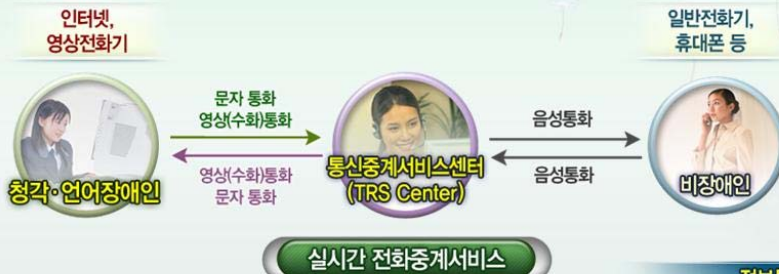 인터넷,
영상전화기
일반전화기,
휴대폰 등
문자 통화
영상(수화)통화
영상(수화)통화
문자 통화
음성통화
음성통화
청각·언어장애인
통신중계서비스센터
(TRS Center)
비장애인
실시간 전화중계서비스